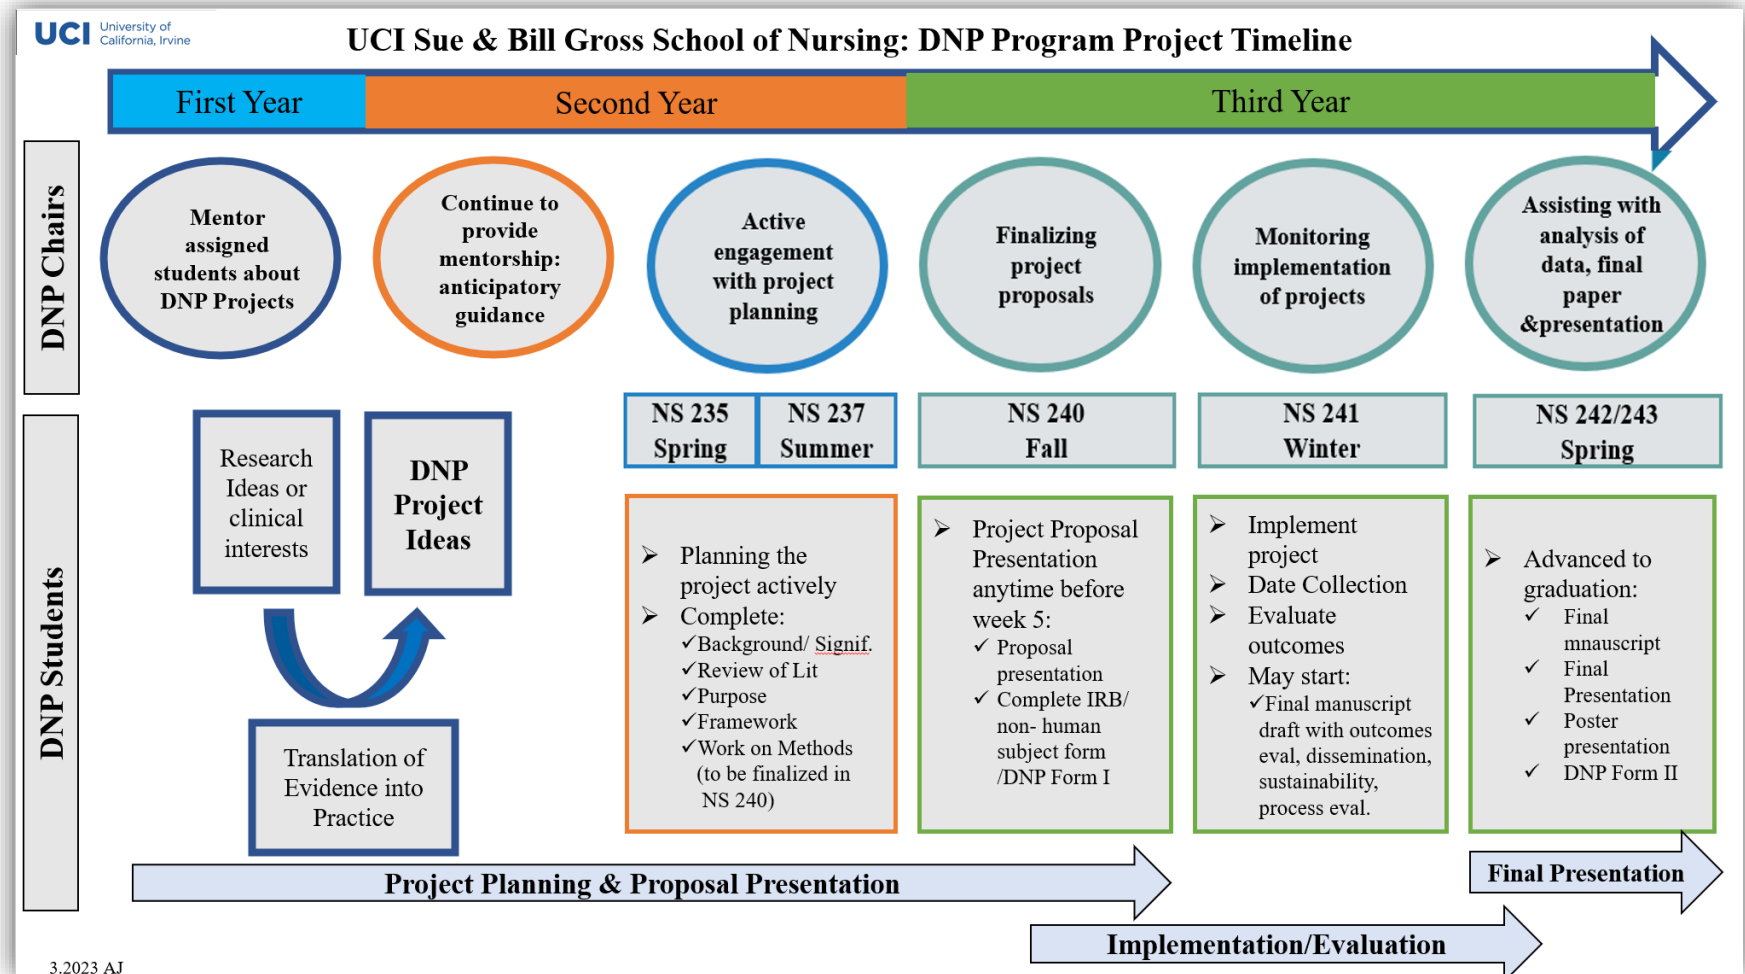 UCI University of
California, Irvine
UCI Sue & Bill Gross School of Nursing: DNP Program Project Timeline
First Year
Second Year
Third Year
DNP Chairs
Mentor
assigned
students about
DNP Projects
Continue to
provide
mentorship:
anticipatory
guidance
Active
engagement
with project
planning
Finalizing
project
proposals
Monitoring
implementation
of projects
Assisting with
analysis of
data, final
paper
&presentation
DNP Students
Research
Ideas or
clinical
interests
DNP
Project
Ideas
Translation of
Evidence into
Practice
NS 235
Spring
NS 237
Summer
NS 240
Fall
NS 241
Winter
NS 242/243
Spring
➢ Planning the
project actively
➢ Complete:
✓Background/ Signif.
✓Review of Lit
✓Purpose
✓Framework
✓Work on Methods
(to be finalized in
NS 240)
➢ Project Proposal
Presentation
anytime before
week 5:
✓ Proposal
presentation
✓ Complete IRB/
non- human
subject form
/DNP Form I
➢ Implement
project
➢ Date Collection
➢ Evaluate
outcomes
➢ May start:
✓Final manuscript
draft with outcomes
eval, dissemination,
sustainability,
process eval.
➢ Advanced to
graduation:
✓ Final
mnauscript
✓ Final
Presentation
✓ Poster
presentation
✓ DNP Form II
Project Planning & Proposal Presentation
Final Presentation
Implementation/Evaluation
3.2023 AJ